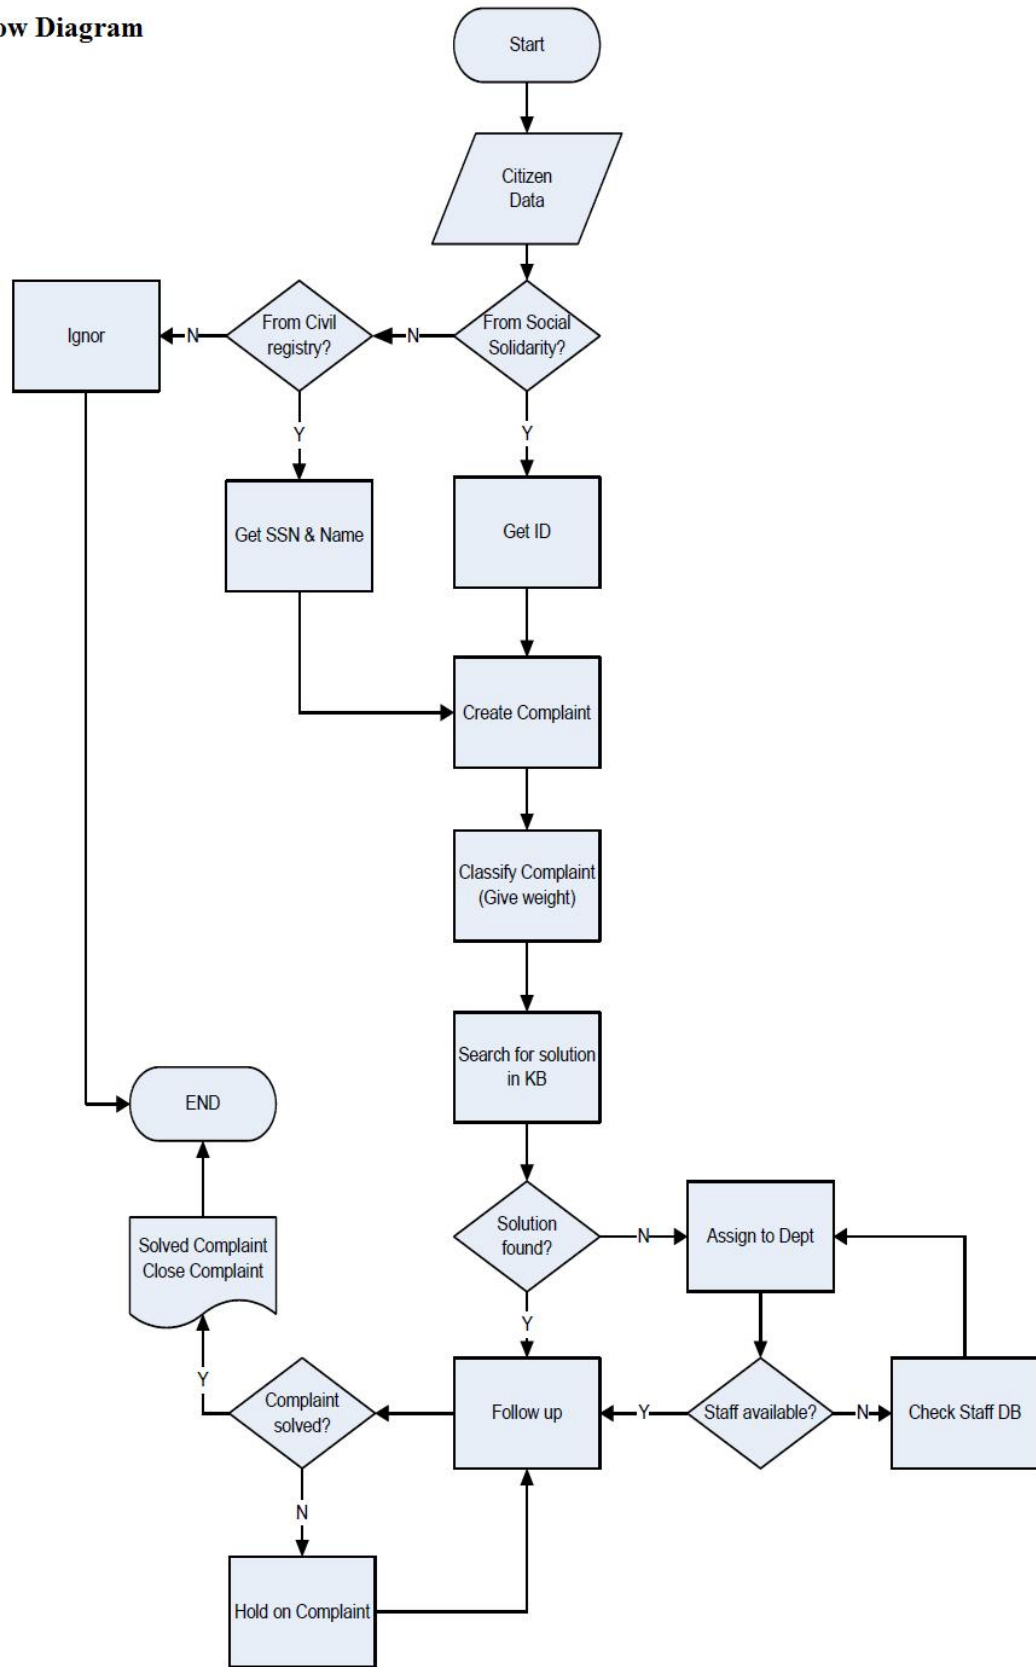 ow Diagram
Start
Citizen
Data
From Social
Solidarity?
N
From Civil
registry?
N
Ignor
Y
Y
Get SSN & Name
Get ID
Create Complaint
Classify Complaint
(Give weight)
Search for solution
in KB
END
Solution
found?
N
Assign to Dept
Solved Complaint
Close Complaint
Y
Y
Complaint
solved?
Follow up
Y
Staff available?
N
Check Staff DB
N
Hold on Complaint